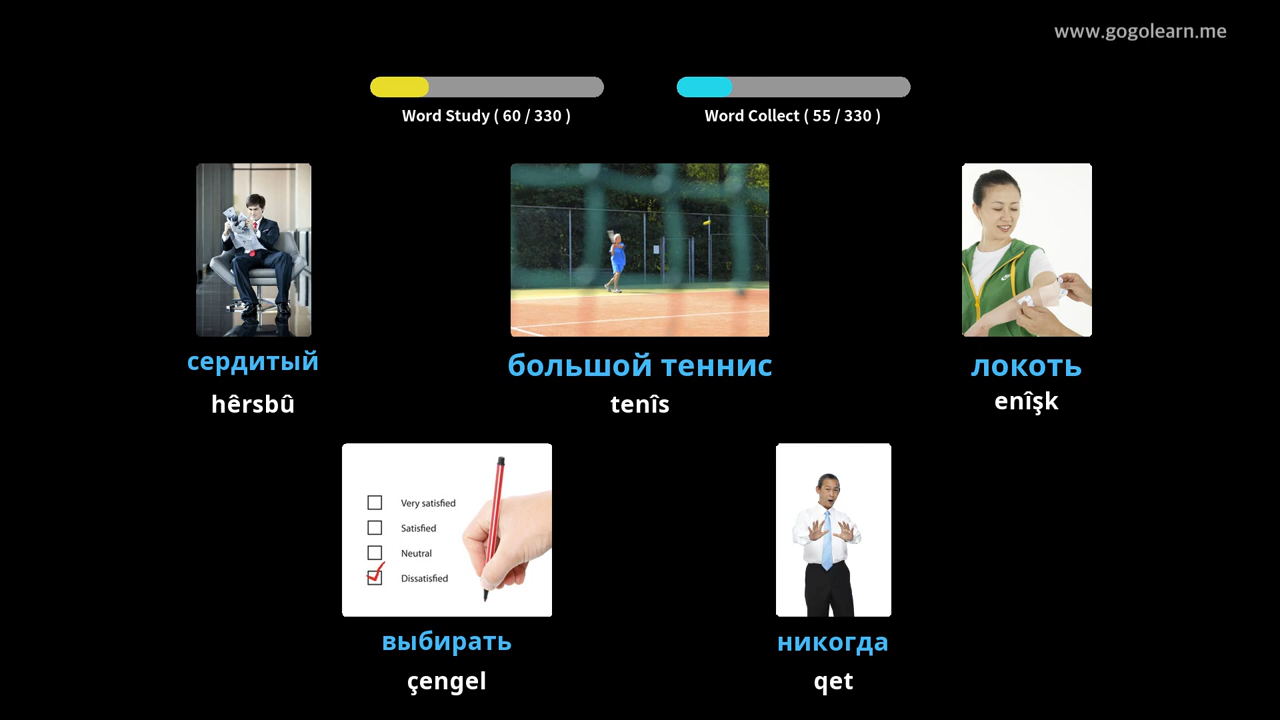 www.gogolearn.me
Word Study ( 60 / 330 )
Word Collect ( 55 / 330 )
сердитый
hêrsbû
большой теннис
tenîs
локоть
enîşk
Very satisfied
Satisfied
Neutral
Dissatisfied
выбирать
çengel
никогда
qet